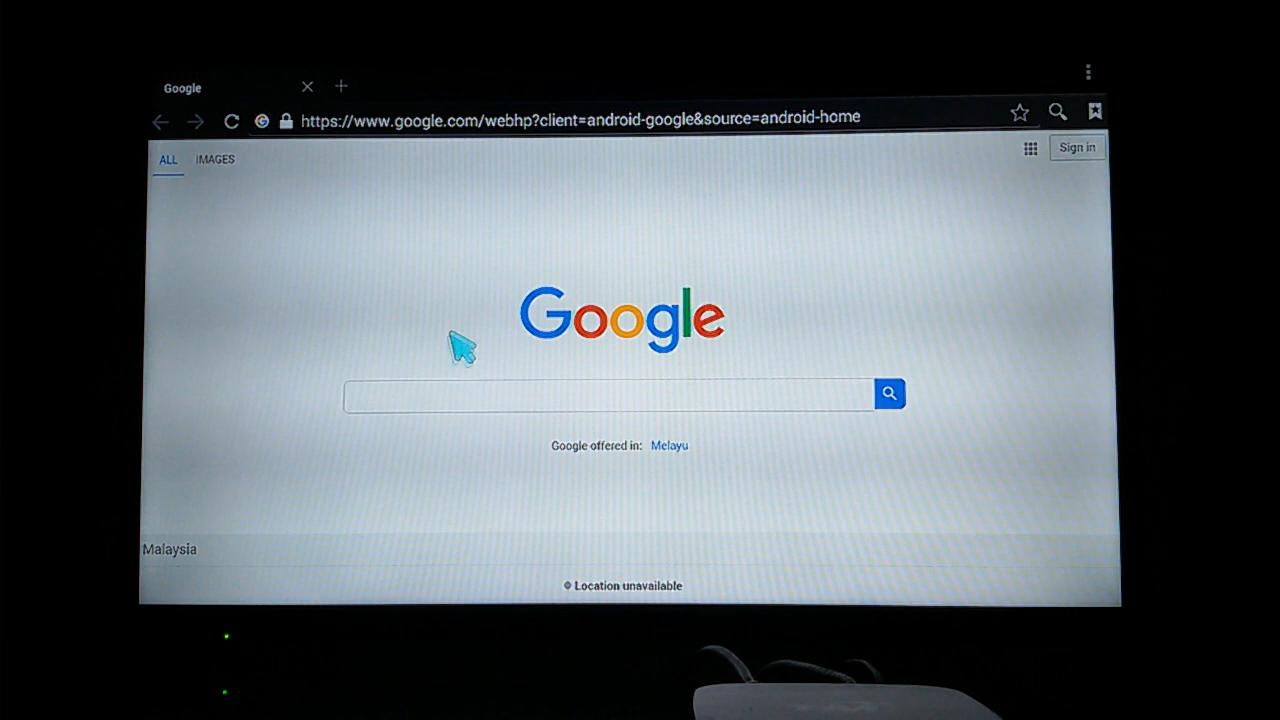 Google
https://www.google.com/webhp?client=android-google&source=android-home
ALL IMAGES
Sign in
Google
Google offered in: Melayu
Malaysia
Location unavailable